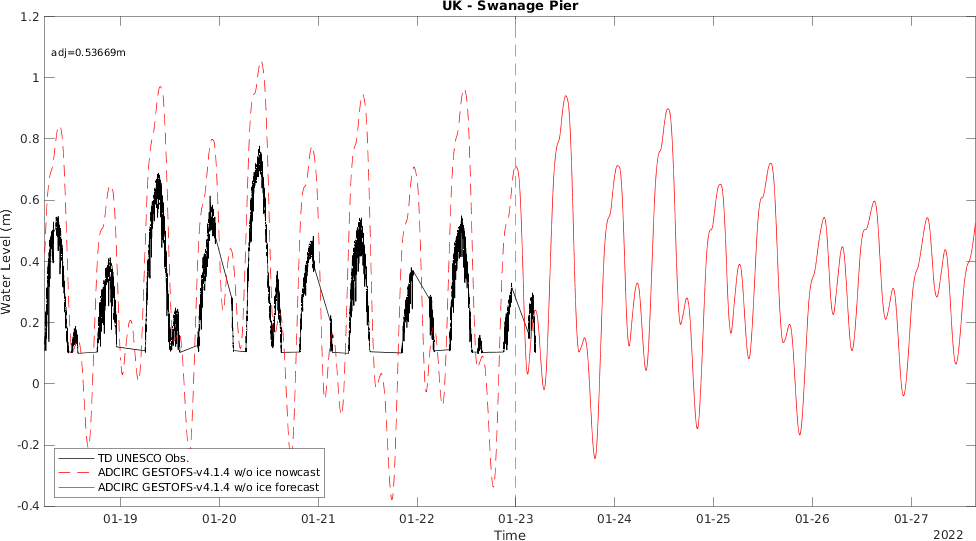 UK - Swanage Pier
adj=0.53669m
1.2
1
0.8
0.6
0.4
0.2
0
-0.2
-0.4
Water Level (m)
TD UNESCO Obs.
ADCIRC GESTOFS-v4.1.4 w/o ice nowcast
ADCIRC GESTOFS-v4.1.4 w/o ice forecast
01-19 01-20 01-21 01-22 01-23 01-24 01-25 01-26 01-27
Time
2022